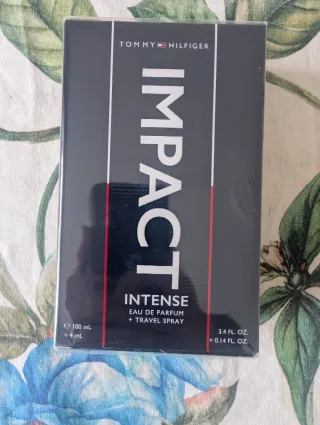 TOMMY HILFIGER
IMPACT
INTENSE
EAU DE PARFUM
+ TRAVEL SPRAY
℮ 100 mL
+ 4 mL
3.4 FL. OZ.
+ 0.14 FL. OZ.